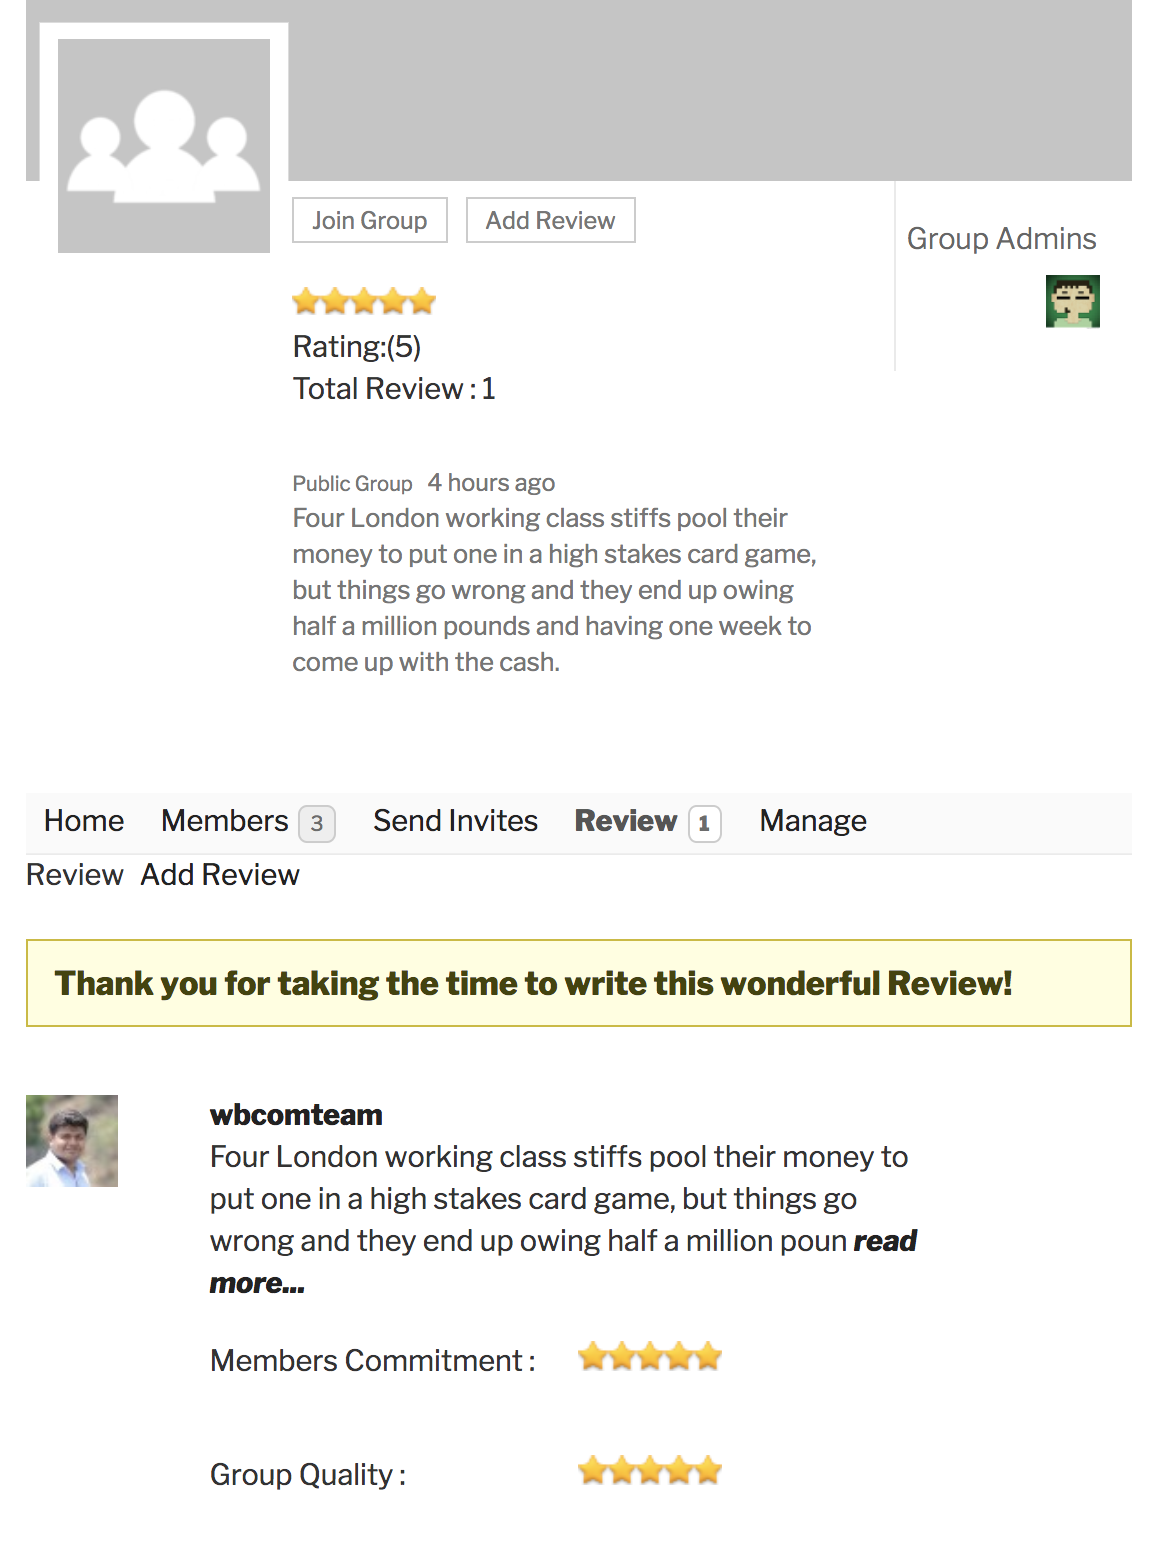 Join Group Add Review
Group Admins
Rating:(5)
Total Review : 1
Public Group 4 hours ago
Four London working class stiffs pool their
money to put one in a high stakes card game,
but things go wrong and they end up owing
half a million pounds and having one week to
come up with the cash.
Home Members 3 Send Invites Review 1 Manage
Review Add Review
Thank you for taking the time to write this wonderful Review!
wbcomteam
Four London working class stiffs pool their money to
put one in a high stakes card game, but things go
wrong and they end up owing half a million poun read
more...
Members Commitment :
Group Quality :